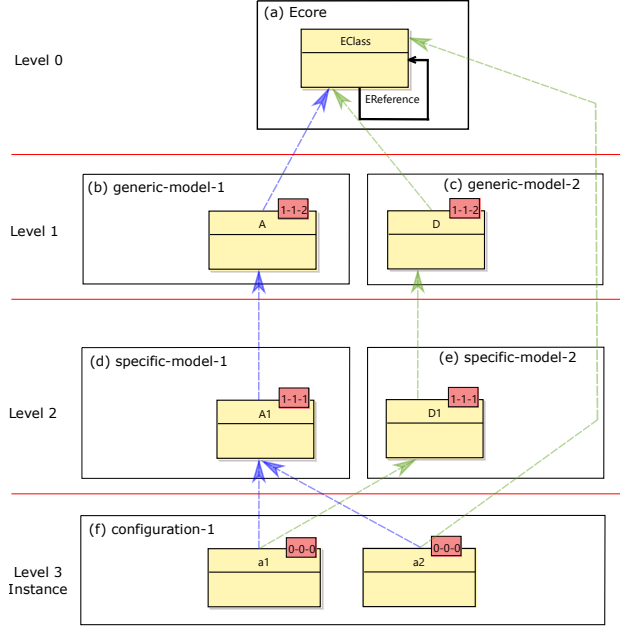 (a) Ecore
EClass
Level 0
EReference
(b) generic-model-1
(c) generic-model-2
1-1-2
1-1-2
A
D
Level 1
(d) specific-model-1
(e) specific-model-2
1-1-1
1-1-1
A1
D1
Level 2
(f) configuration-1
0-0-0
0-0-0
a1
a2
Level 3
Instance